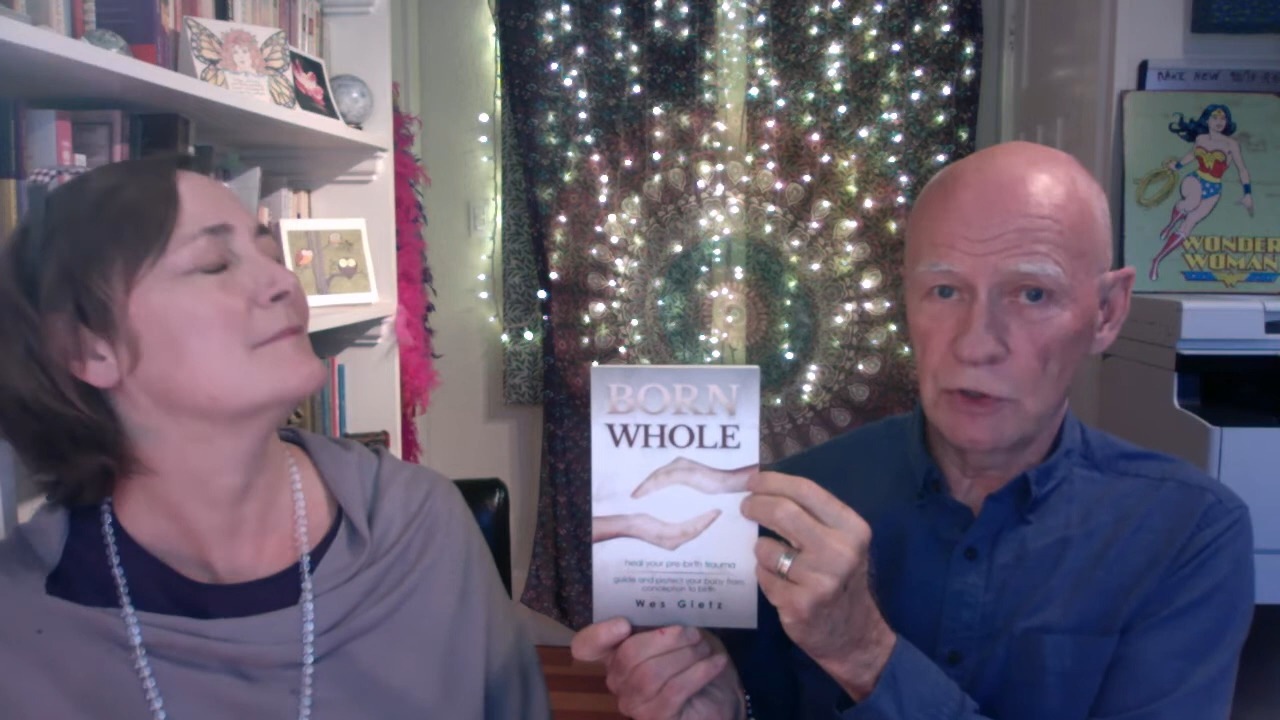 BORN
WHOLE
heal your pre-birth trauma
guide and protect your baby from
conception to birth
Wes Gietz
WONDER
WOMAN